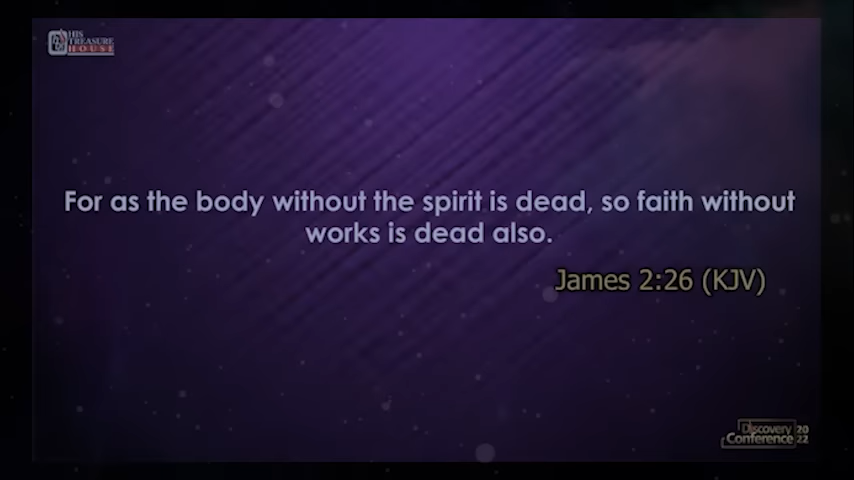 HIS
TREASURE
HOUSE
For as the body without the spirit is dead, so faith without
works is dead also.
James 2:26 (KJV)
Discovery 20
Conference 22